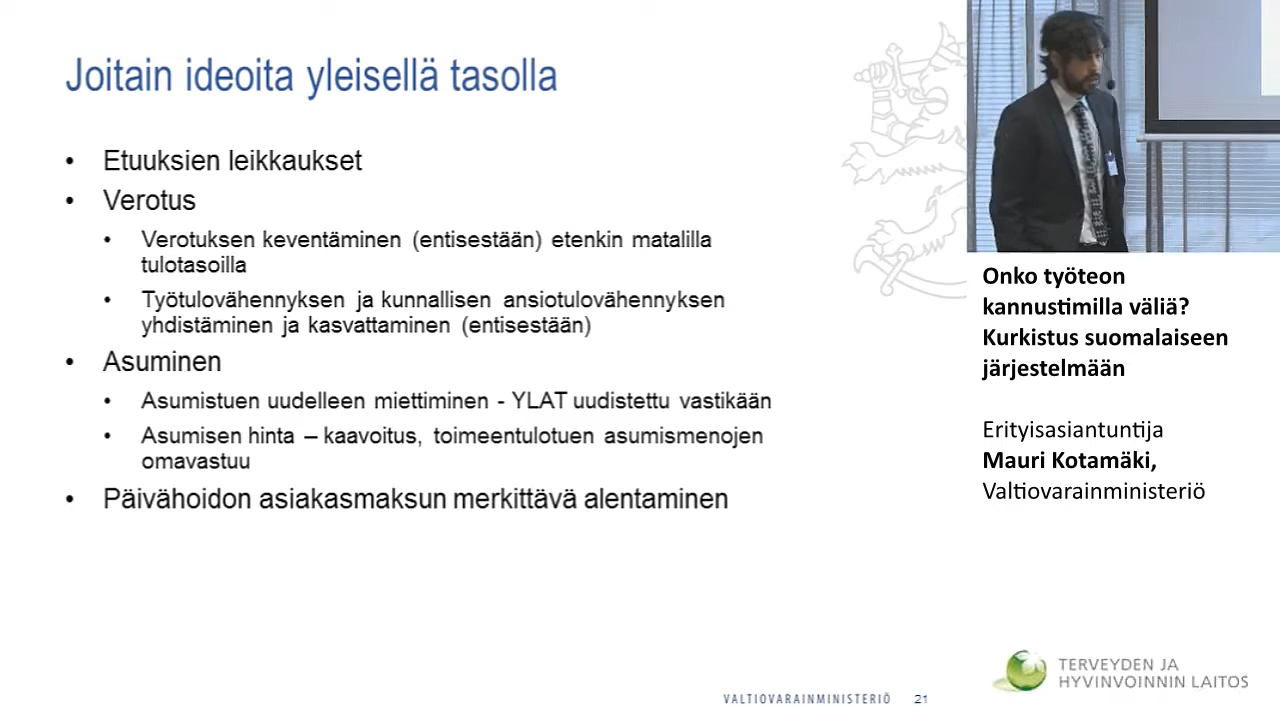 Joitain ideoita yleisellä tasolla
• Etuuksien leikkaukset
• Verotus
• Verotuksen keventäminen (entisestään) etenkin matalilla
tulotasoilla
• Työtulovähennyksen ja kunnallisen ansiotulovähennyksen
yhdistäminen ja kasvattaminen (entisestään)
• Asuminen
• Asumistuen uudelleen miettiminen - YLAT uudistettu vastikään
• Asumisen hinta – kaavoitus, toimeentulotuen asumismenojen
omavastuu
• Päivähoidon asiakasmaksun merkittävä alentaminen
VALTIOVARAINMINISTERIÖ 21
Onko työteon
kannustimilla väliä?
Kurkistus suomalaiseen
järjestelmään
Erityisasiantuntija
Mauri Kotamäki,
Valtiovarainministeriö
TERVEYDEN JA
HYVINVOINNIN LAITOS